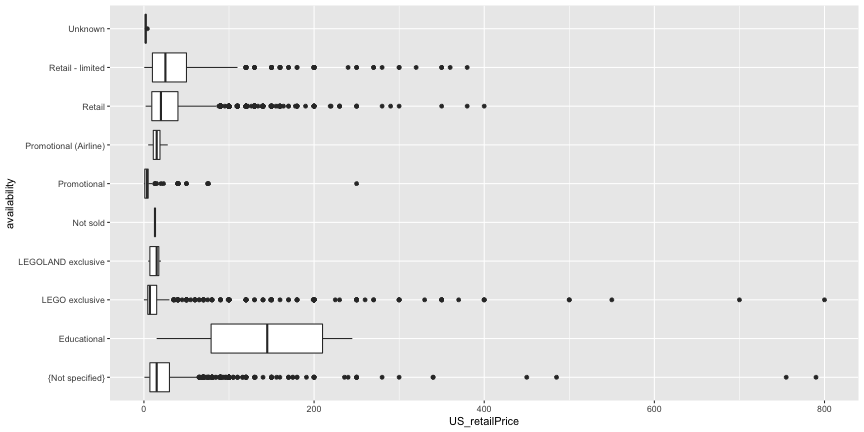 Unknown
Retail - limited
Retail
Promotional (Airline)
Promotional
Not sold
LEGOLAND exclusive
LEGO exclusive
Educational
{Not specified}
availability
0 200 400 600 800
US_retailPrice